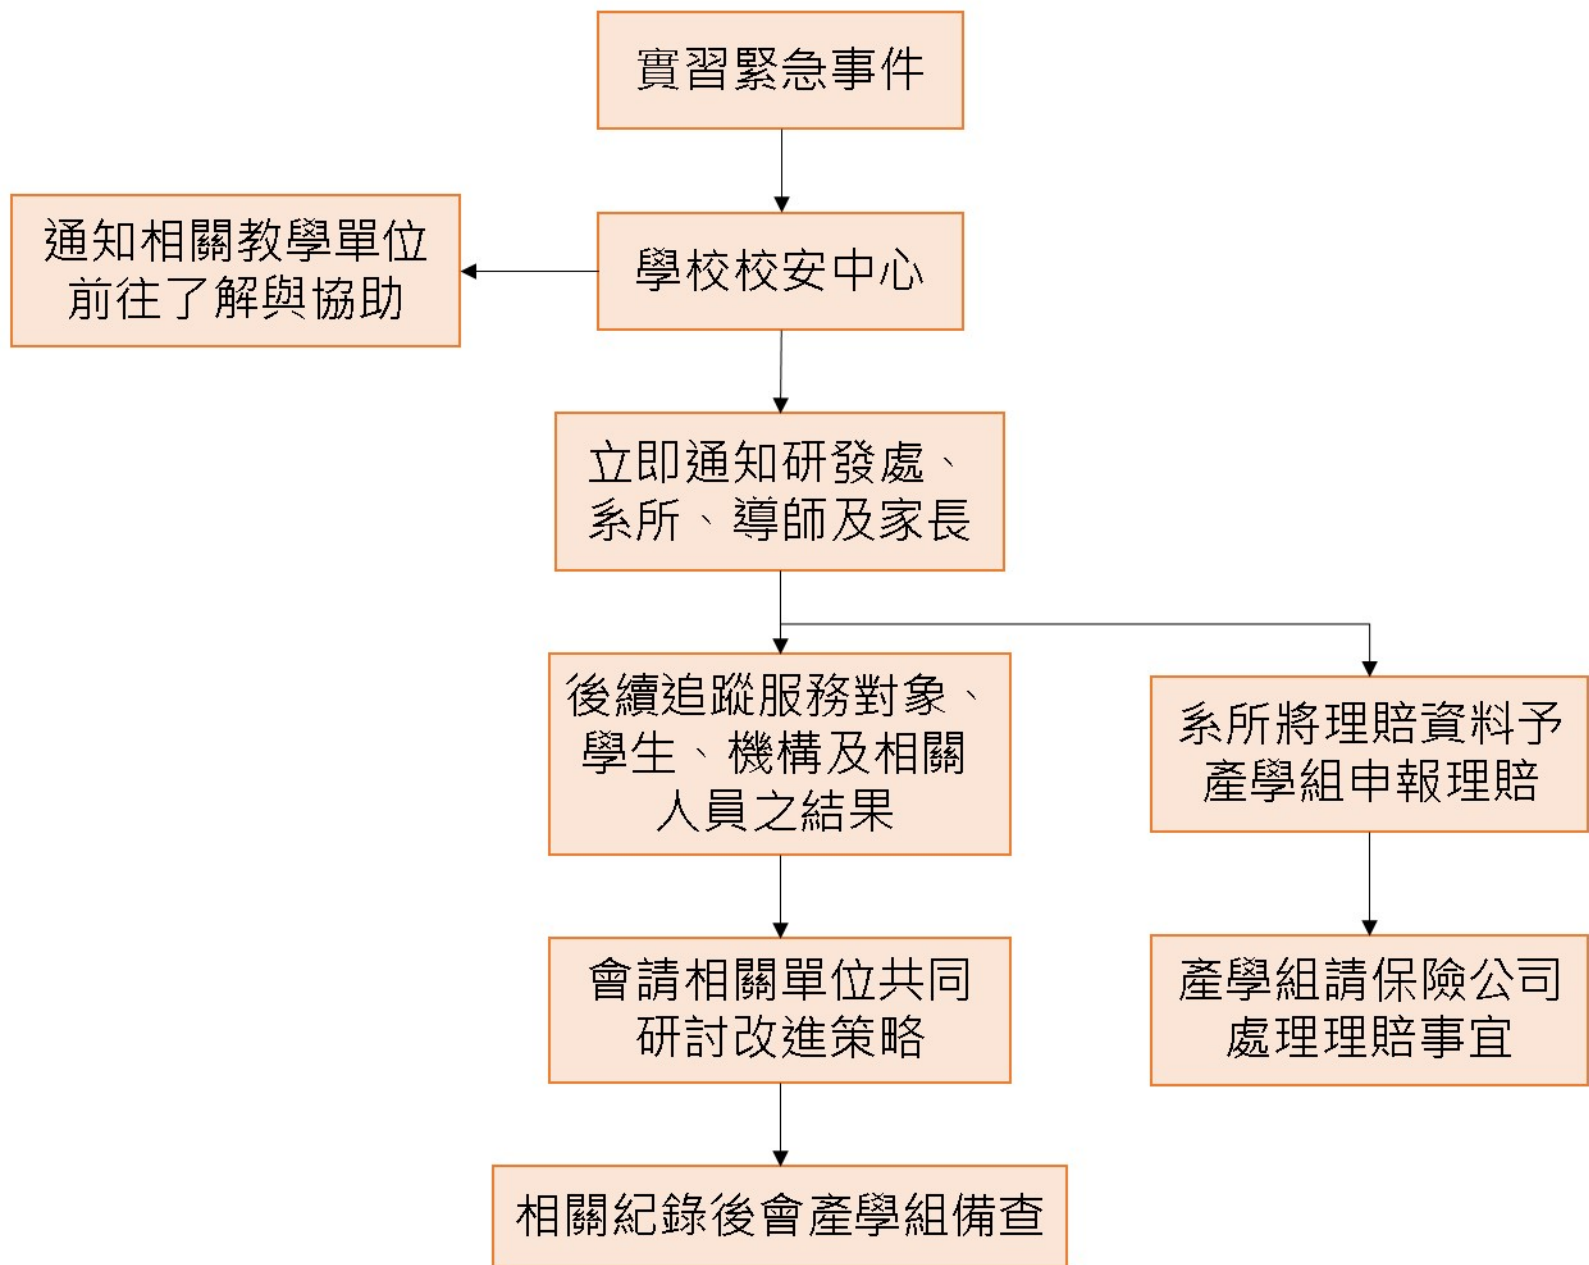 實習緊急事件
通知相關教學單位
前往了解與協助
學校校安中心
立即通知研發處、
系所、導師及家長
後續追蹤服務對象、
學生、機構及相關
人員之結果
系所將理賠資料予
產學組申報理賠
會請相關單位共同
研討改進策略
產學組請保險公司
處理理賠事宜
相關紀錄後會產學組備查